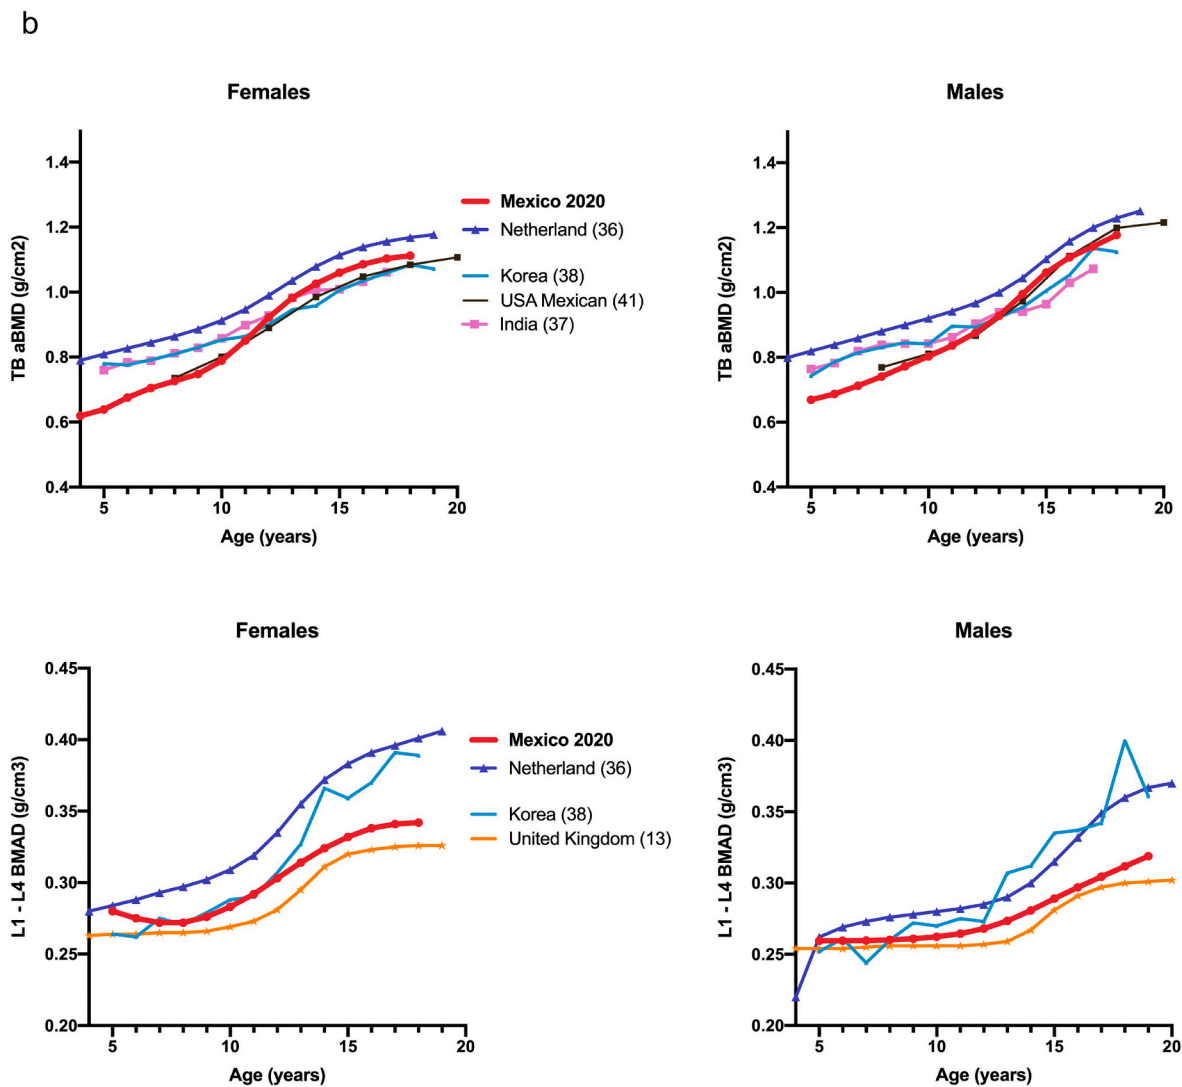 b
Females
TB aBMD (g/cm2)
1.4
1.2
1.0
0.8
0.6
0.4
5 10 15 20
Age (years)
Mexico 2020
Netherland (36)
Korea (38)
USA Mexican (41)
India (37)
Males
TB aBMD (g/cm2)
1.4
1.2
1.0
0.8
0.6
0.4
5 10 15 20
Age (years)
Females
L1 - L4 BMAD (g/cm3)
0.45
0.40
0.35
0.30
0.25
0.20
5 10 15 20
Age (years)
Mexico 2020
Netherland (36)
Korea (38)
United Kingdom (13)
Males
L1 - L4 BMAD (g/cm3)
0.45
0.40
0.35
0.30
0.25
0.20
5 10 15 20
Age (years)